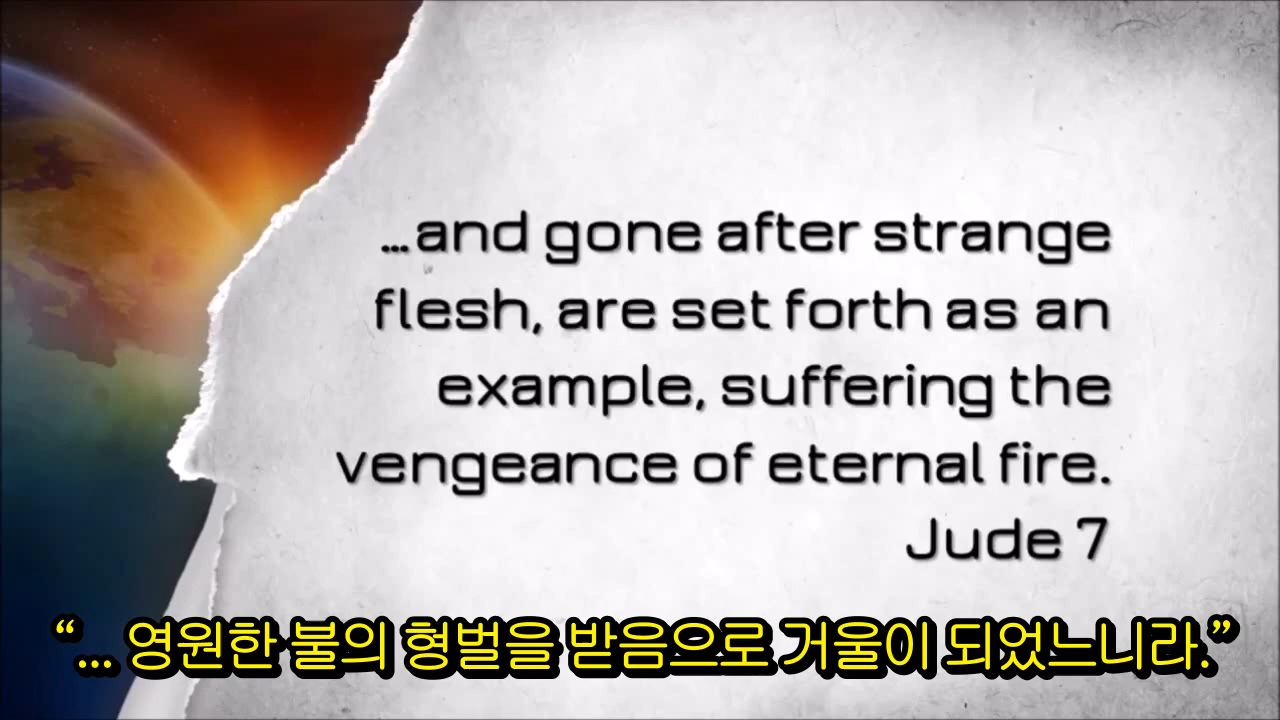 ...and gone after strange
flesh, are set forth as an
example, suffering the
vengeance of eternal fire.
Jude 7
“... 영원한 불의 형벌을 받음으로 거울이 되었느니라.”